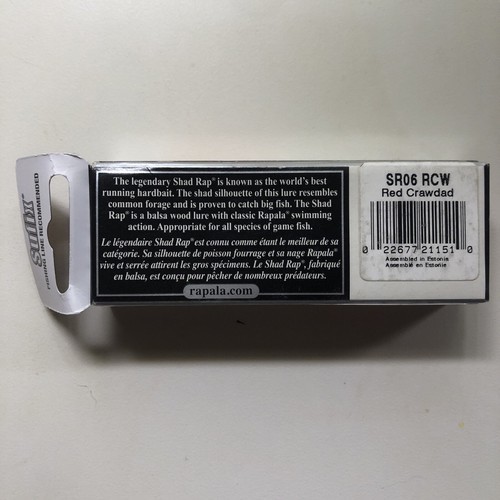 The legendary Shad Rap® is known as the world's best
running hardbait. The shad silhouette of this lure resembles
common forage and is proven to catch big fish. The Shad
Rap® is a balsa wood lure with classic Rapala® swimming
action. Appropriate for all species of game fish.
Le légendaire Shad Rap® est connu comme étant le meilleur de sa
catégorie. Sa silhouette de poisson fourrage et sa nage Rapala®
vive et serrée attirent les gros spécimens. Le Shad Rap®, fabriqué
en balsa, est conçu pour pêcher de nombreux prédateurs.
rapala.com
SR06 RCW
Red Crawdad
0 22677 21151 0
Assembled in Estonia
Assemblé en Estonie
SUFIX
FISHING LINE RECOMMENDED